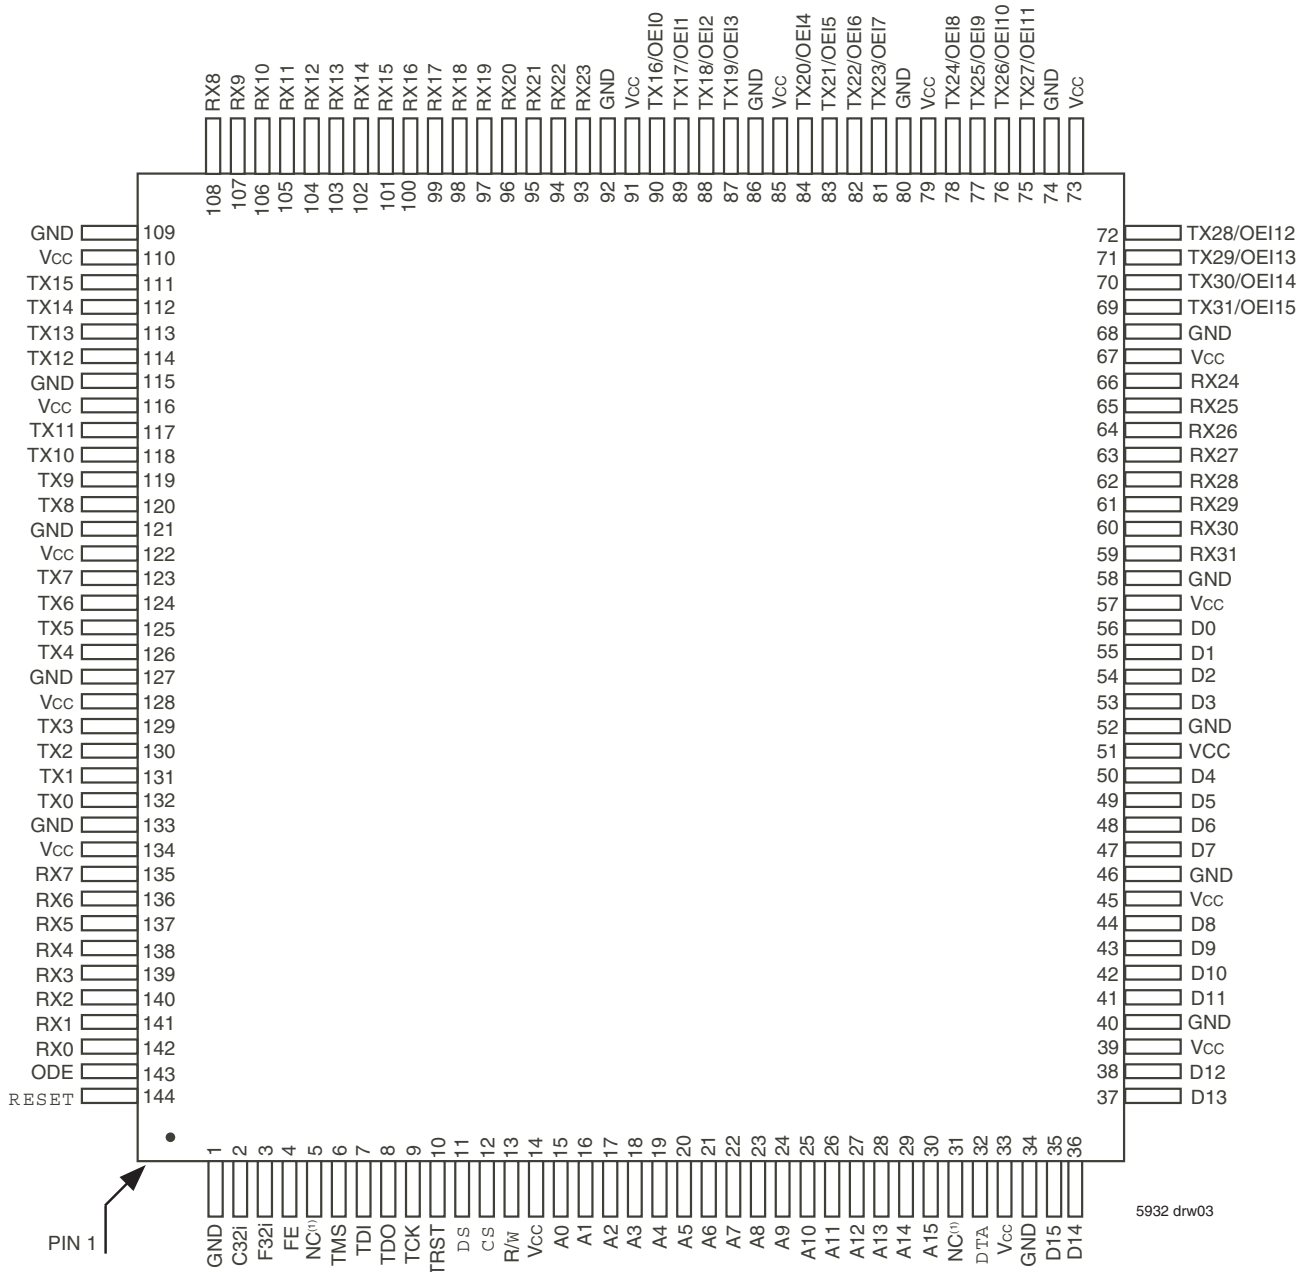 RX8 RX9 RX10 RX11 RX12 RX13 RX14 RX15 RX16 RX17 RX18 RX19 RX20 RX21 RX22 RX23 GND Vcc TX16/OEI0 TX17/OEI1 TX18/OEI2 TX19/OEI3 GND Vcc TX20/OEI4 TX21/OEI5 TX22/OEI6 TX23/OEI7 GND Vcc TX24/OEI8 TX25/OEI9 TX26/OEI10 TX27/OEI11 GND Vcc
108 107 106 105 104 103 102 101 100 99 98 97 96 95 94 93 92 91 90 89 88 87 86 85 84 83 82 81 80 79 78 77 76 75 74 73
GND 109 72 TX28/OEI12
Vcc 110 71 TX29/OEI13
TX15 111 70 TX30/OEI14
TX14 112 69 TX31/OEI15
TX13 113 68 GND
TX12 114 67 Vcc
GND 115 66 RX24
Vcc 116 65 RX25
TX11 117 64 RX26
TX10 118 63 RX27
TX9 119 62 RX28
TX8 120 61 RX29
GND 121 60 RX30
Vcc 122 59 RX31
TX7 123 58 GND
TX6 124 57 Vcc
TX5 125 56 D0
TX4 126 55 D1
GND 127 54 D2
Vcc 128 53 D3
TX3 129 52 GND
TX2 130 51 VCC
TX1 131 50 D4
TX0 132 49 D5
GND 133 48 D6
Vcc 134 47 D7
RX7 135 46 GND
RX6 136 45 Vcc
RX5 137 44 D8
RX4 138 43 D9
RX3 139 42 D10
RX2 140 41 D11
RX1 141 40 GND
RX0 142 39 Vcc
ODE 143 38 D12
RESET 144 37 D13
1 2 3 4 5 6 7 8 9 10 11 12 13 14 15 16 17 18 19 20 21 22 23 24 25 26 27 28 29 30 31 32 33 34 35 36
GND C32i F32i FE NC(1) TMS TDI TDO TCK TRST DS CS R/W Vcc A0 A1 A2 A3 A4 A5 A6 A7 A8 A9 A10 A11 A12 A13 A14 A15 NC(1) DTA Vcc GND D15 D14
PIN 1
5932 drw03